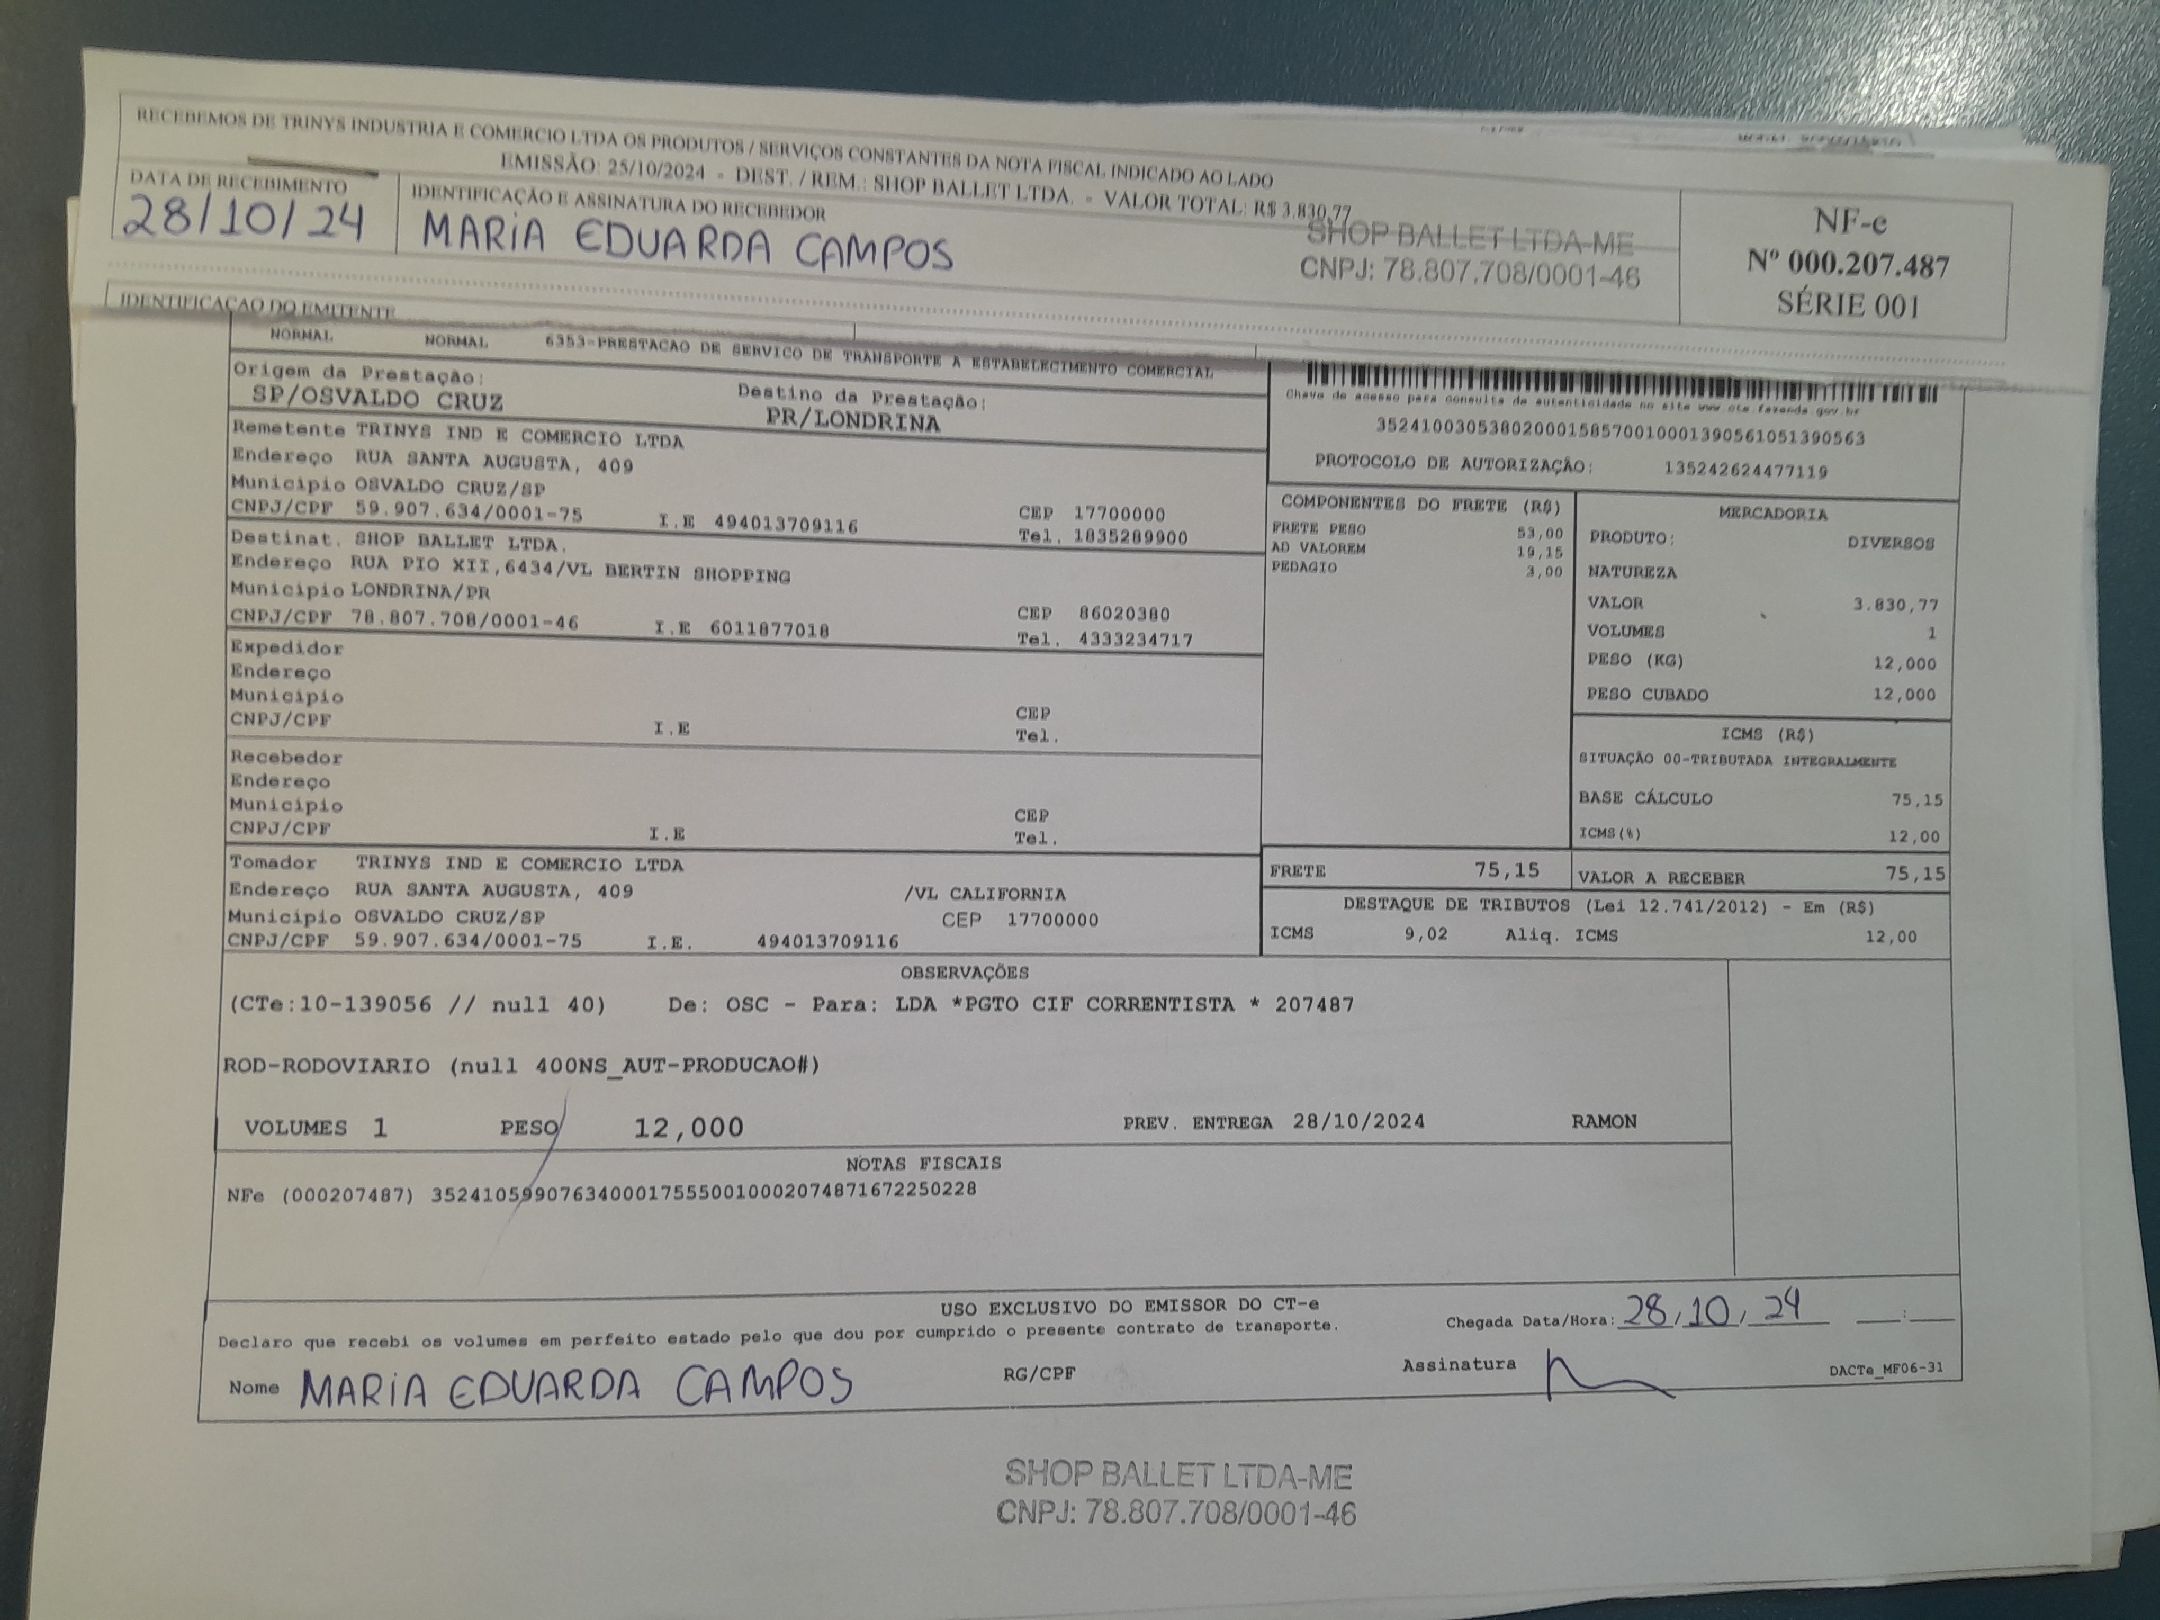 RECEBEMOS DE TRINYS INDUSTRIA E COMERCIO LTDA OS PRODUTOS / SERVIÇOS CONSTANTES DA NOTA FISCAL INDICADO AO LADO
EMISSÃO: 25/10/2024 - DEST. / REM.: SHOP BALLET LTDA. - VALOR TOTAL: R$ 3.830,77
DATA DE RECEBIMENTO
28/10/24
IDENTIFICAÇÃO E ASSINATURA DO RECEBEDOR
MARIA EDUARDA CAMPOS
SHOP BALLET LTDA-ME
CNPJ: 78.807.708/0001-46
NF-e
Nº 000.207.487
SÉRIE 001
IDENTIFICAÇÃO DO EMITENTE
NORMAL NORMAL 6353-PRESTACAO DE SERVICO DE TRANSPORTE A ESTABELECIMENTO COMERCIAL
Origem da Prestação:
SP/OSVALDO CRUZ
Destino da Prestação:
PR/LONDRINA
Chave de acesso para consulta de autenticidade no site www.cte.fazenda.gov.br
35241003053802000158570010001390561051390563
PROTOCOLO DE AUTORIZAÇÃO: 135242624477119
Remetente TRINYS IND E COMERCIO LTDA
Endereço RUA SANTA AUGUSTA, 409
Município OSVALDO CRUZ/SP
CNPJ/CPF 59.907.634/0001-75 I.E 494013709116
CEP 17700000
Tel. 1835289900
Destinat. SHOP BALLET LTDA.
Endereço RUA PIO XII,6434/VL BERTIN SHOPPING
Município LONDRINA/PR
CNPJ/CPF 78.807.708/0001-46 I.E 6011877018
CEP 86020380
Tel. 4333234717
Expedidor
Endereço
Município
CNPJ/CPF I.E
CEP
Tel.
Recebedor
Endereço
Município
CNPJ/CPF I.E
CEP
Tel.
Tomador TRINYS IND E COMERCIO LTDA
Endereço RUA SANTA AUGUSTA, 409 /VL CALIFORNIA
Município OSVALDO CRUZ/SP CEP 17700000
CNPJ/CPF 59.907.634/0001-75 I.E. 494013709116
COMPONENTES DO FRETE (R$)
FRETE PESO 53,00
AD VALOREM 19,15
PEDAGIO 3,00
MERCADORIA
PRODUTO: DIVERSOS
NATUREZA
VALOR 3.830,77
VOLUMES 1
PESO (KG) 12,000
PESO CUBADO 12,000
ICMS (R$)
SITUAÇÃO 00-TRIBUTADA INTEGRALMENTE
BASE CÁLCULO 75,15
ICMS(%) 12,00
FRETE 75,15
VALOR A RECEBER 75,15
DESTAQUE DE TRIBUTOS (Lei 12.741/2012) - Em (R$)
ICMS 9,02 Aliq. ICMS 12,00
OBSERVAÇÕES
(CTe:10-139056 // null 40) De: OSC - Para: LDA *PGTO CIF CORRENTISTA * 207487
ROD-RODOVIARIO (null 400NS_AUT-PRODUCAO#)
VOLUMES 1 PESO 12,000 PREV. ENTREGA 28/10/2024 RAMON
NOTAS FISCAIS
NFe (000207487) 35241059907634000175550010002074871672250228
USO EXCLUSIVO DO EMISSOR DO CT-e
Declaro que recebi os volumes em perfeito estado pelo que dou por cumprido o presente contrato de transporte.
Chegada Data/Hora: 28/10/24 __:__
Nome MARIA EDUARDA CAMPOS RG/CPF Assinatura
DACTe_MF06-31
SHOP BALLET LTDA-ME
CNPJ: 78.807.708/0001-46